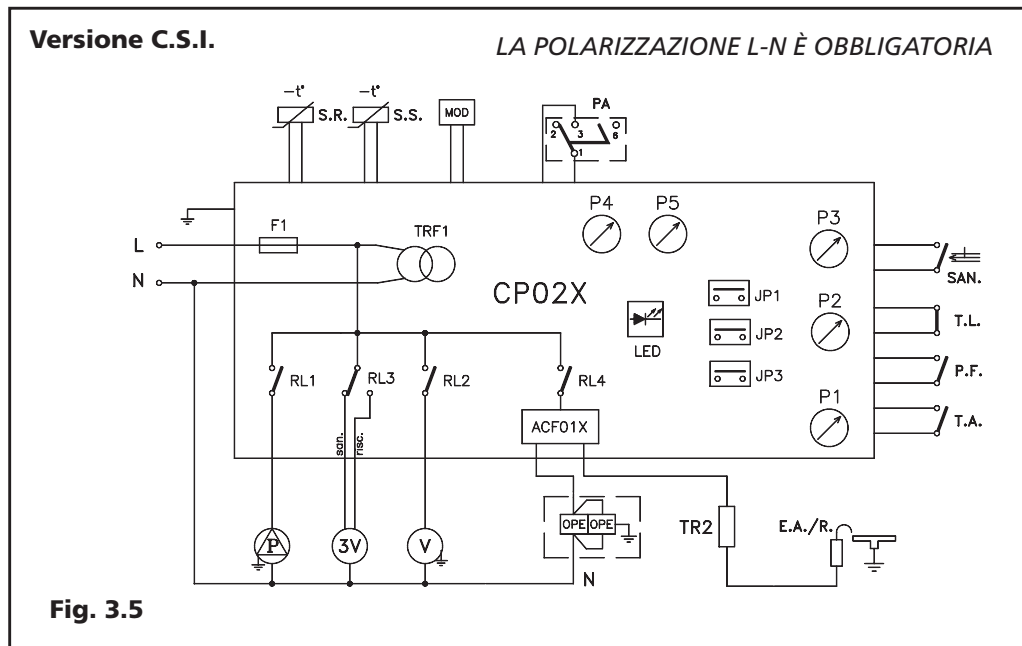 Versione C.S.I.
LA POLARIZZAZIONE L-N È OBBLIGATORIA
-t° S.R.
-t° S.S.
MOD
PA
2 3 6
1
F1
TRF1
P4 P5
P3
L
N
CP02X
SAN.
JP1
P2
LED
JP2
T.L.
JP3
P.F.
RL1 RL3 RL2 RL4
P1
T.A.
ACF01X
san. risc.
P 3V V
OPE OPE
N
TR2
E.A./R.
Fig. 3.5